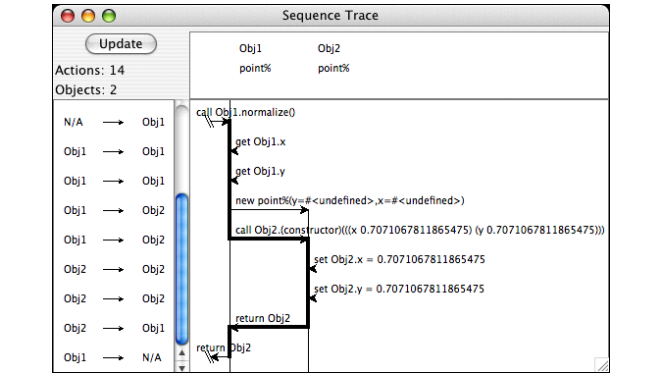 Sequence Trace
Update
Obj1 Obj2
point% point%
Actions: 14
Objects: 2
call Obj1.normalize()
N/A Obj1
get Obj1.x
Obj1 Obj1
get Obj1.y
Obj1 Obj1
new point%(y=#<undefined>,x=#<undefined>)
Obj1 Obj2
call Obj2.(constructor)(((x 0.7071067811865475) (y 0.7071067811865475)))
Obj1 Obj2
set Obj2.x = 0.7071067811865475
Obj2 Obj2
set Obj2.y = 0.7071067811865475
Obj2 Obj2
return Obj2
Obj2 Obj1
return Obj2
Obj1 N/A